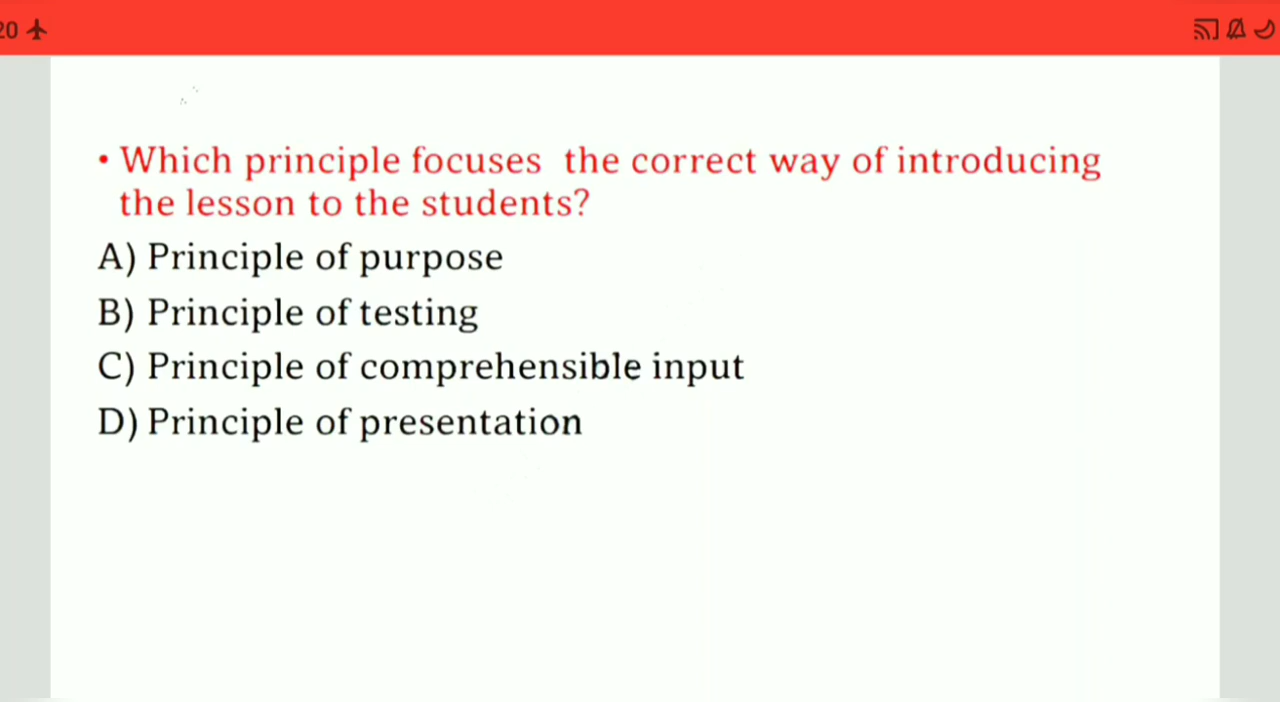 20
• Which principle focuses the correct way of introducing
the lesson to the students?
A) Principle of purpose
B) Principle of testing
C) Principle of comprehensible input
D) Principle of presentation